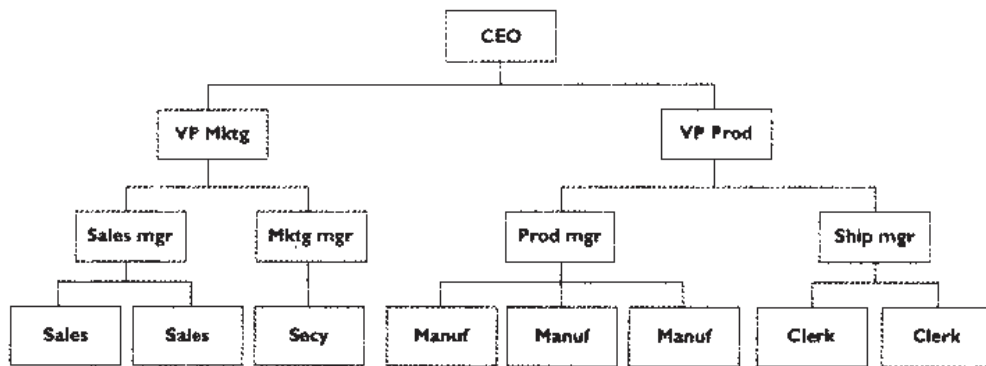 CEO
VP Mktg
VP Prod
Sales mgr
Mktg mgr
Prod mgr
Ship mgr
Sales
Sales
Secy
Manuf
Manuf
Manuf
Clerk
Clerk